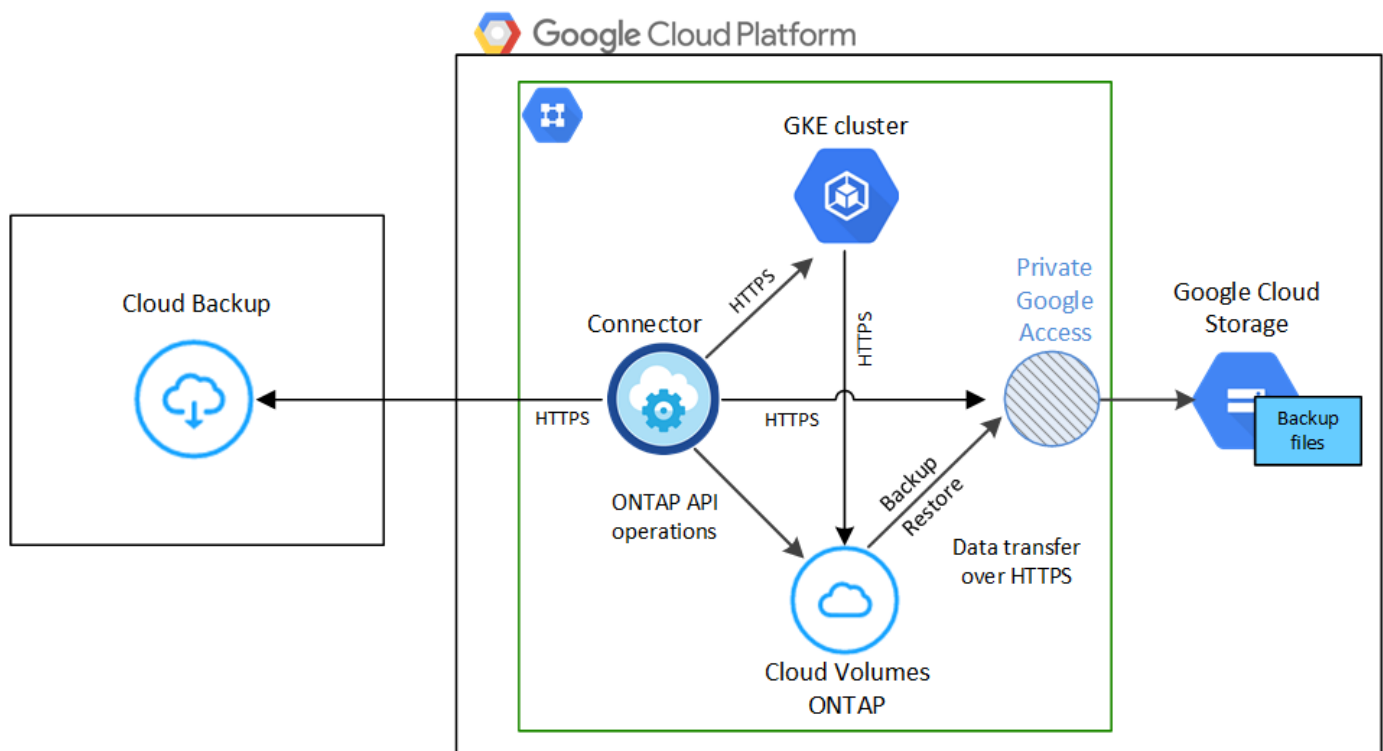 Google Cloud Platform
GKE cluster
Cloud Backup
Connector
HTTPS
HTTPS
Private
Google
Access
Google Cloud
Storage
Backup
files
HTTPS
HTTPS
ONTAP API
operations
Backup
Restore
Data transfer
over HTTPS
Cloud Volumes
ONTAP